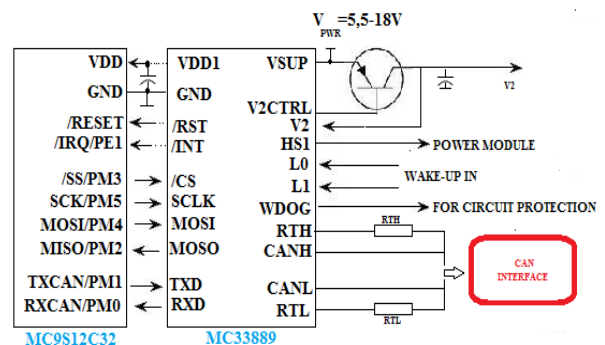 V PWR =5,5-18V
VDD VDD1 VSUP
GND GND
V2
V2CTRL
/RESET /RST V2
/IRQ/PE1 /INT HS1 POWER MODULE
L0
WAKE-UP IN
/SS/PM3 /CS L1
SCK/PM5 SCLK WDOG FOR CIRCUIT PROTECTION
MOSI/PM4 MOSI RTH RTH
MISO/PM2 MOSO CANH
CAN
INTERFACE
TXCAN/PM1 TXD CANL
RXCAN/PM0 RXD RTL RTL
MC9S12C32 MC33889